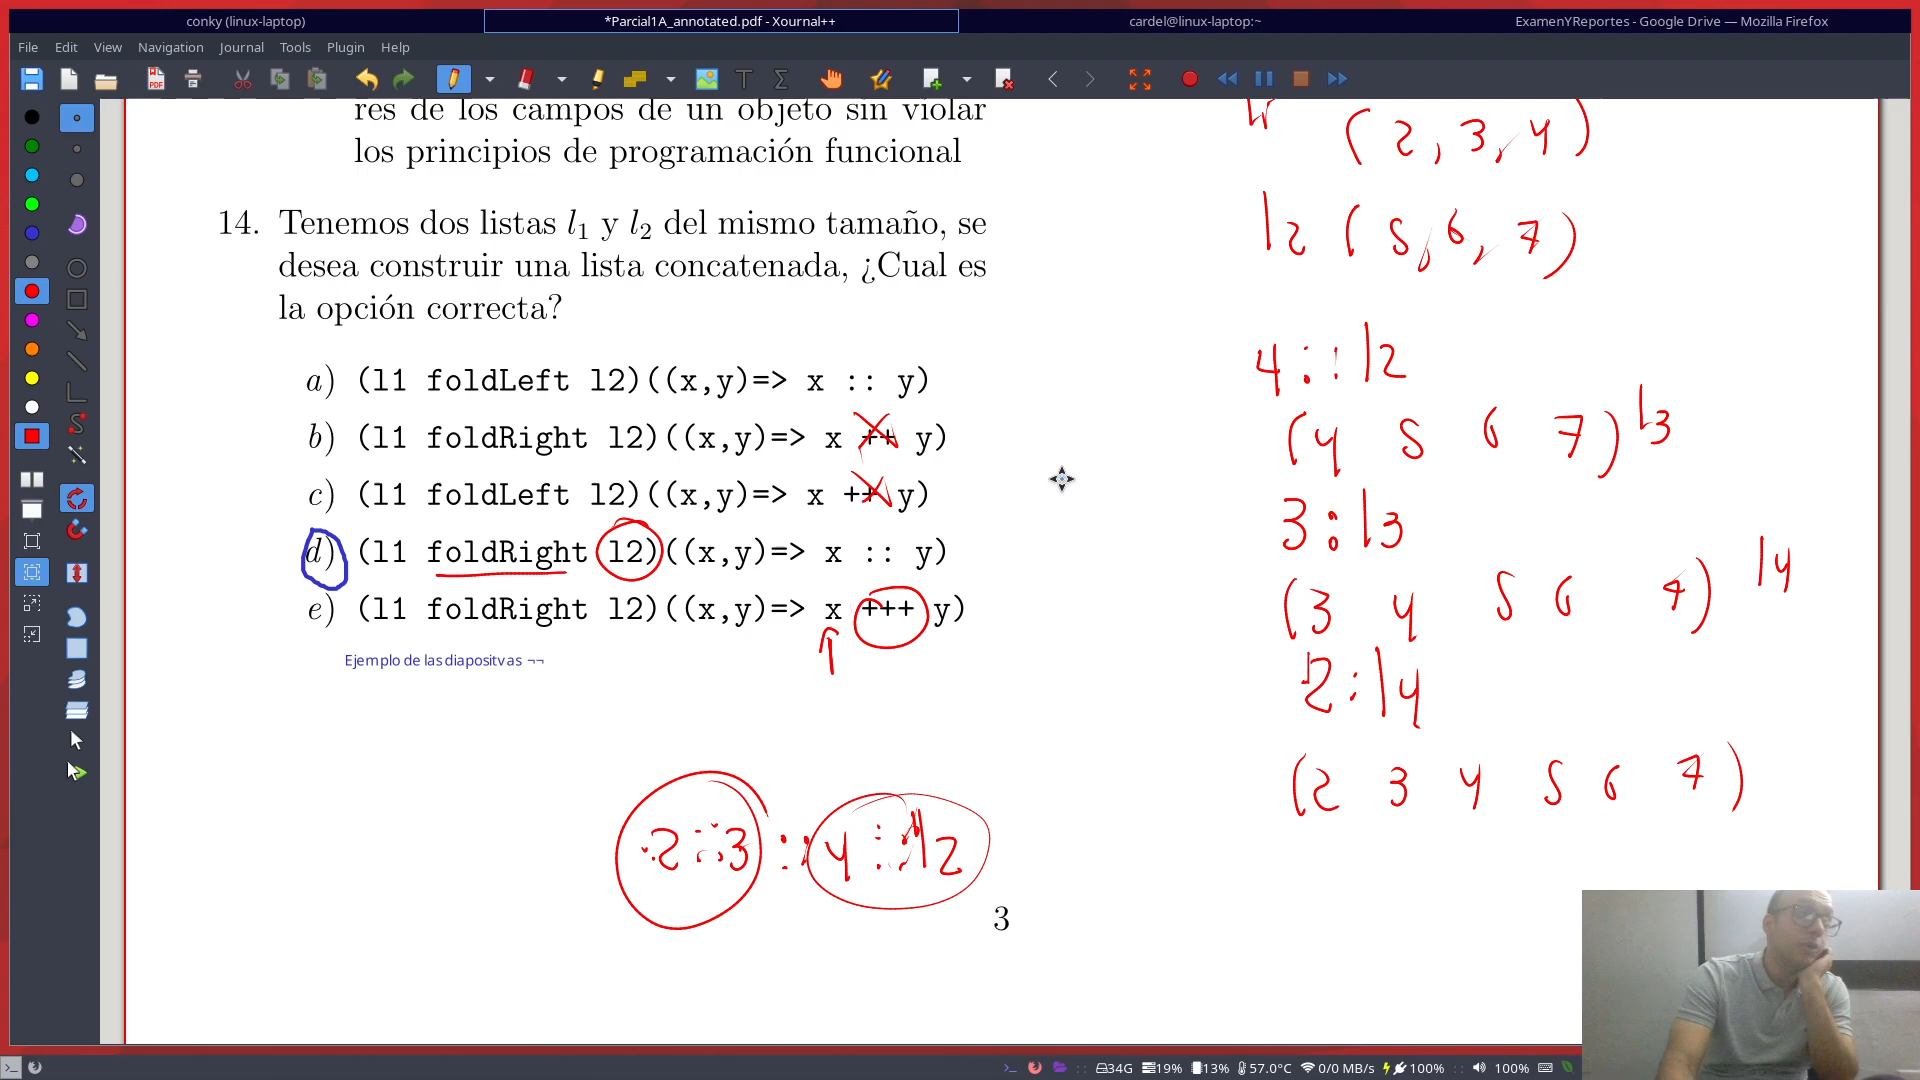 conky (linux-laptop)
*Parcial1A_annotated.pdf - Xournal++
cardel@linux-laptop:~
ExamenYReportes - Google Drive — Mozilla Firefox
File Edit View Navigation Journal Tools Plugin Help
res de los campos de un objeto sin violar
los principios de programación funcional
14. Tenemos dos listas l1 y l2 del mismo tamaño, se
desea construir una lista concatenada, ¿Cual es
la opción correcta?
a) (l1 foldLeft l2)((x,y)=> x :: y)
b) (l1 foldRight l2)((x,y)=> x ++ y)
c) (l1 foldLeft l2)((x,y)=> x ++ y)
d) (l1 foldRight l2)((x,y)=> x :: y)
e) (l1 foldRight l2)((x,y)=> x +++ y)
Ejemplo de las diapositvas ¬¬
2 :: 3 :: 4 :: l2
3
(2, 3, 4)
l2 (5, 6, 7)
4 :: l2
(4 5 6 7) l3
3 : l3
(3 4 5 6 7) l4
2 : l4
(2 3 4 5 6 7)
34G 19% 13% 57.0°C 0/0 MB/s 100% :: 100%